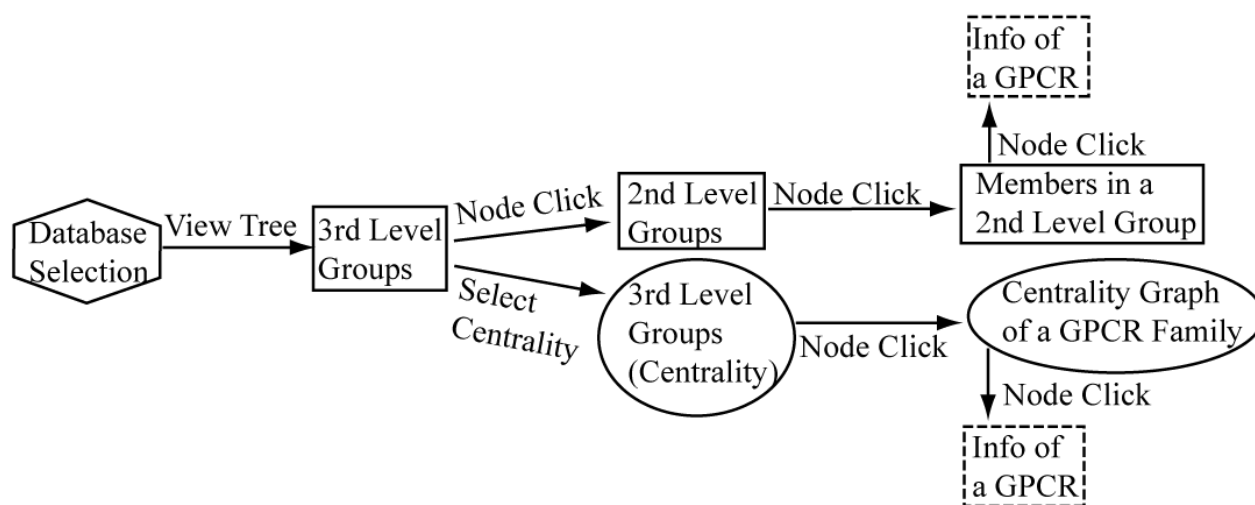 Info of
a GPCR
Node Click
Database
Selection
View Tree
3rd Level
Groups
Node Click
2nd Level
Groups
Node Click
Members in a
2nd Level Group
Select
Centrality
3rd Level
Groups
(Centrality)
Node Click
Centrality Graph
of a GPCR Family
Node Click
Info of
a GPCR